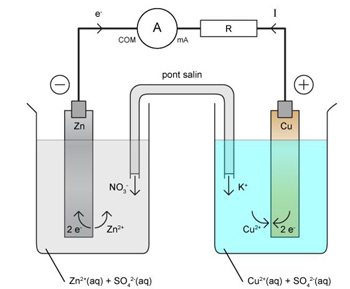 e⁻ A I
COM mA R
pont salin
− +
Zn Cu
NO₃⁻ K⁺
2 e⁻ Zn²⁺ Cu²⁺ 2 e⁻
Zn²⁺(aq) + SO₄²⁻(aq) Cu²⁺(aq) + SO₄²⁻(aq)